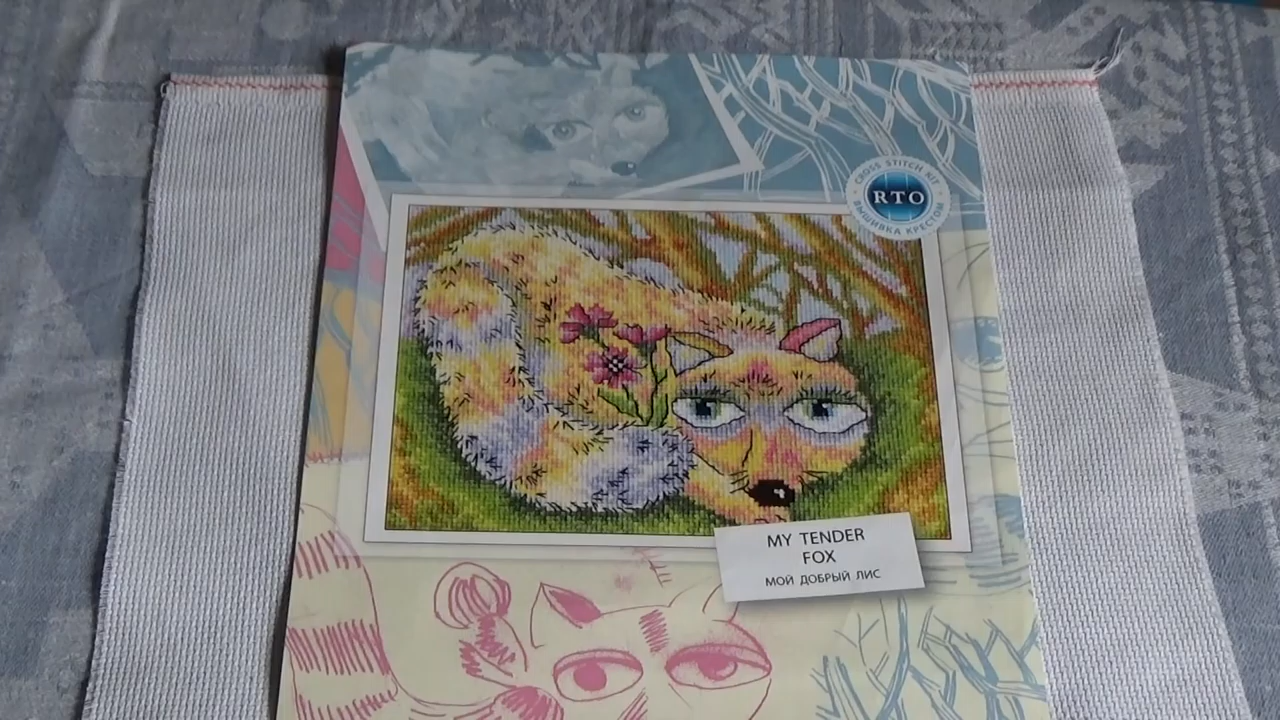 CROSS STITCH KIT
RTO
ВЫШИВКА КРЕСТОМ
MY TENDER
FOX
МОЙ ДОБРЫЙ ЛИС